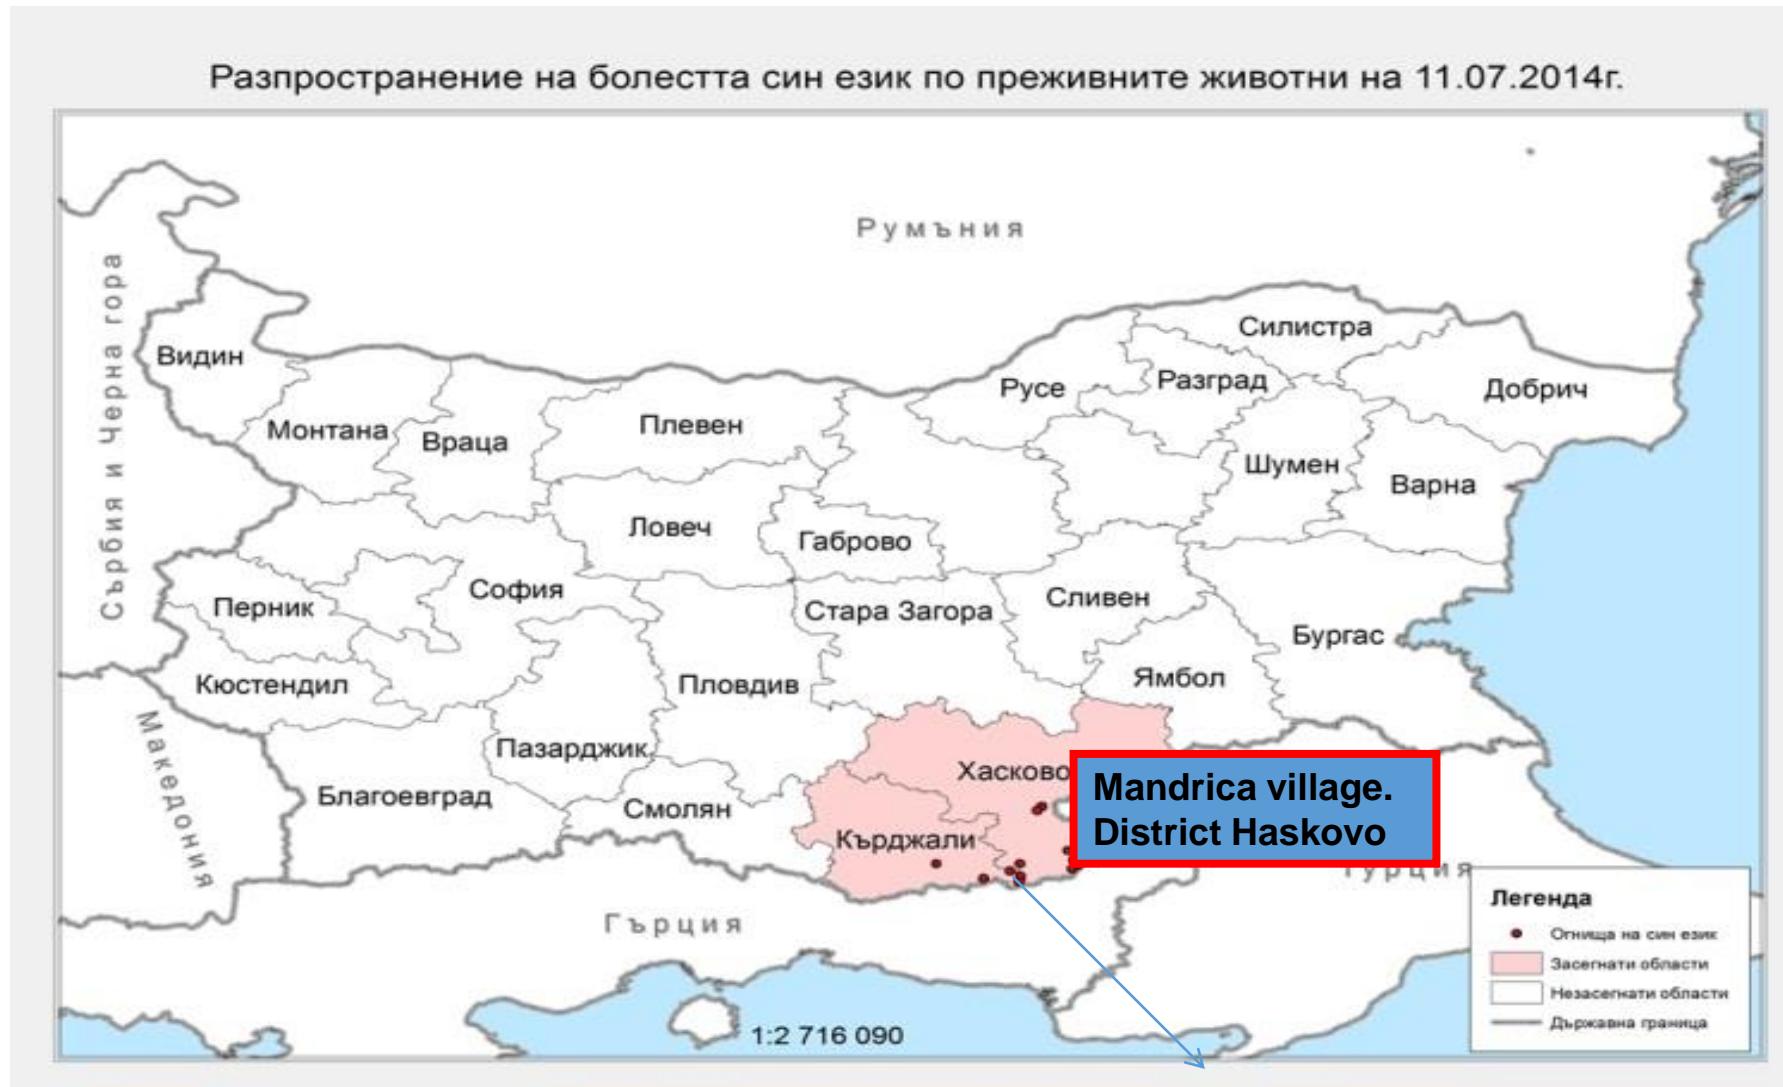 Разпространение на болестта син език по преживните животни на 11.07.2014г.
Румъния
Сърбия и Черна гора
Видин
Силистра
Русе
Разград
Добрич
Монтана
Враца
Плевен
Шумен
Варна
Ловеч
Габрово
София
Перник
Стара Загора
Сливен
Бургас
Кюстендил
Пловдив
Ямбол
Македония
Пазарджик
Хасково
Mandrica village.
District Haskovo
Благоевград
Смолян
Кърджали
Турция
Гърция
Легенда
Огнища на син език
Засегнати области
Незасегнати области
Държавна граница
1:2 716 090